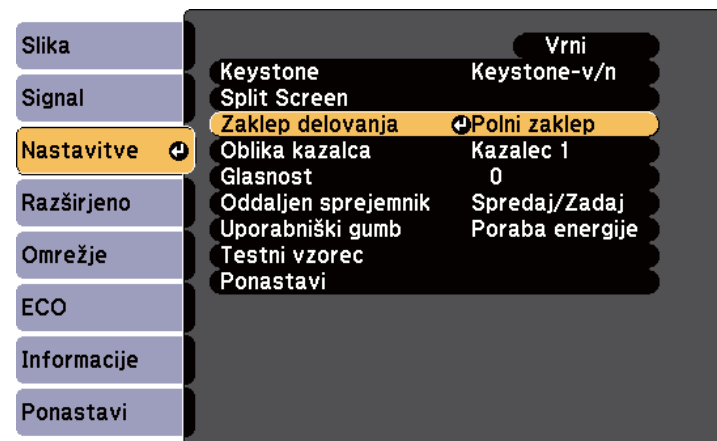 Slika
Signal
Nastavitve
Razširjeno
Omrežje
ECO
Informacije
Ponastavi
Vrni
Keystone Keystone-v/n
Split Screen
Zaklep delovanja Polni zaklep
Oblika kazalca Kazalec 1
Glasnost 0
Oddaljen sprejemnik Spredaj/Zadaj
Uporabniški gumb Poraba energije
Testni vzorec
Ponastavi